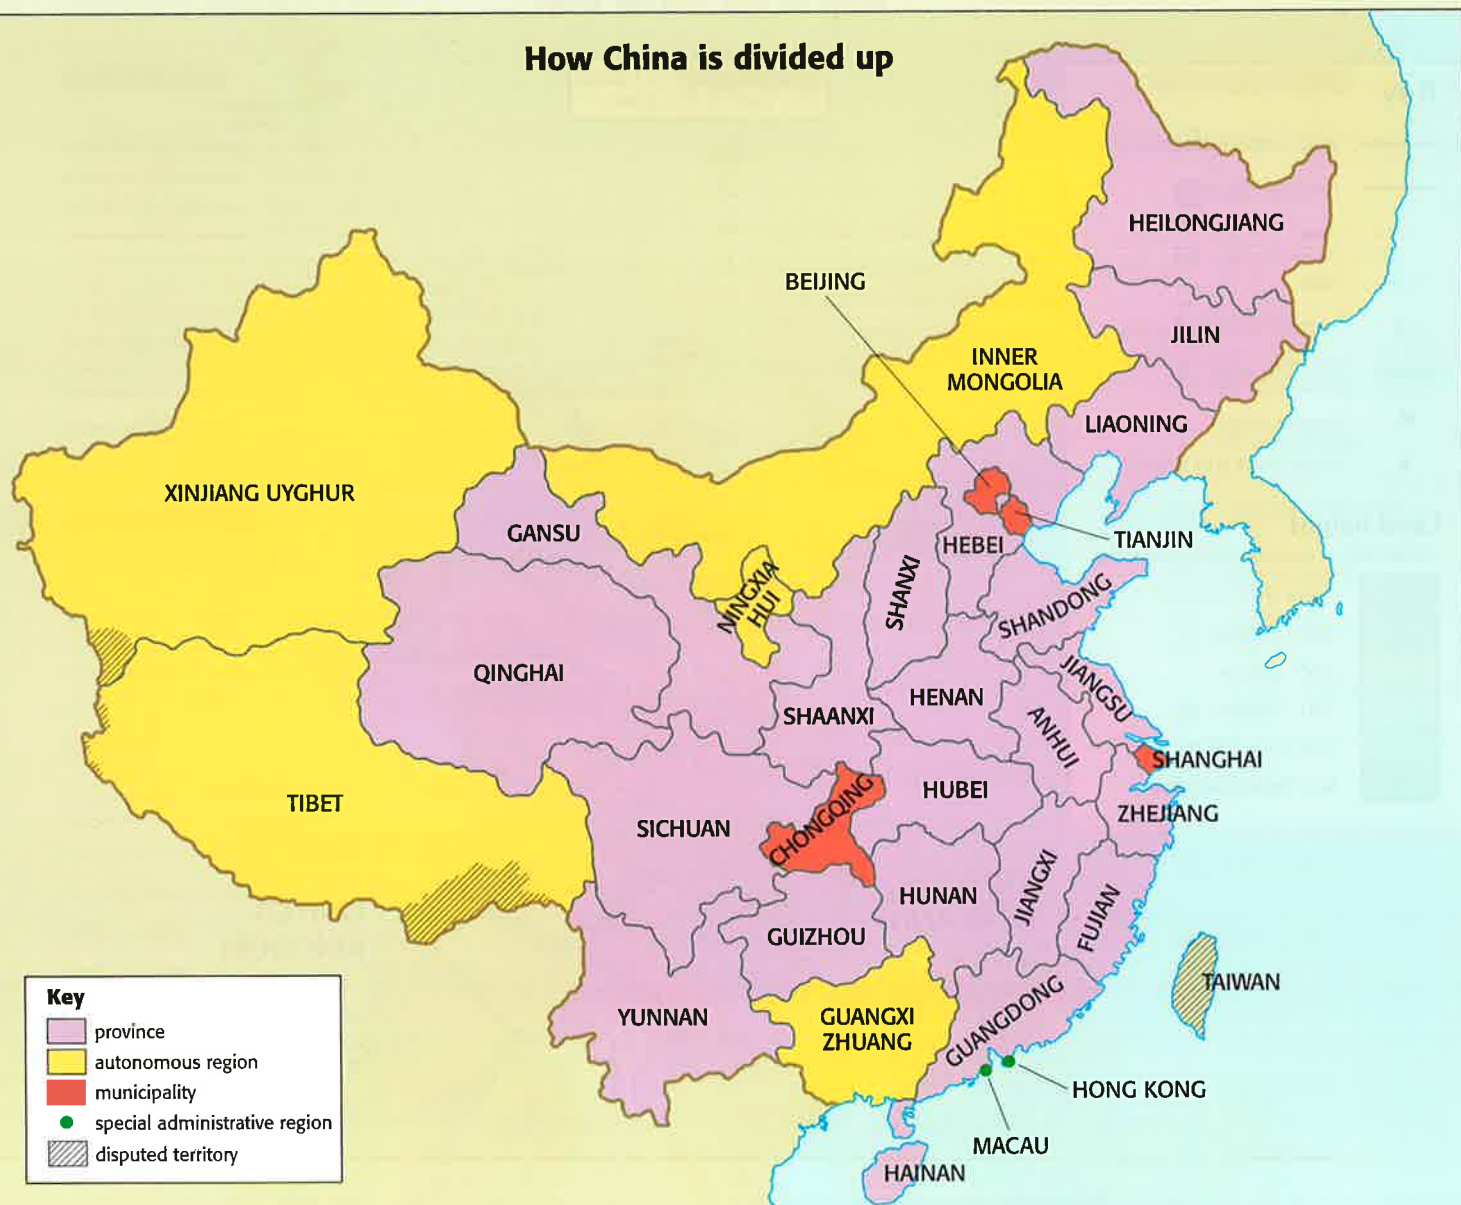 How China is divided up
HEILONGJIANG
BEIJING
JILIN
INNER
MONGOLIA
LIAONING
XINJIANG UYGHUR
GANSU
TIANJIN
HEBEI
SHANXI
NINGXIA
HUI
SHANDONG
QINGHAI
JIANGSU
HENAN
SHAANXI
ANHUI
SHANGHAI
HUBEI
TIBET
ZHEJIANG
SICHUAN
CHONGQING
HUNAN
JIANGXI
FUJIAN
GUIZHOU
TAIWAN
YUNNAN
GUANGXI
ZHUANG
GUANGDONG
HONG KONG
MACAU
HAINAN
Key
province
autonomous region
municipality
special administrative region
disputed territory